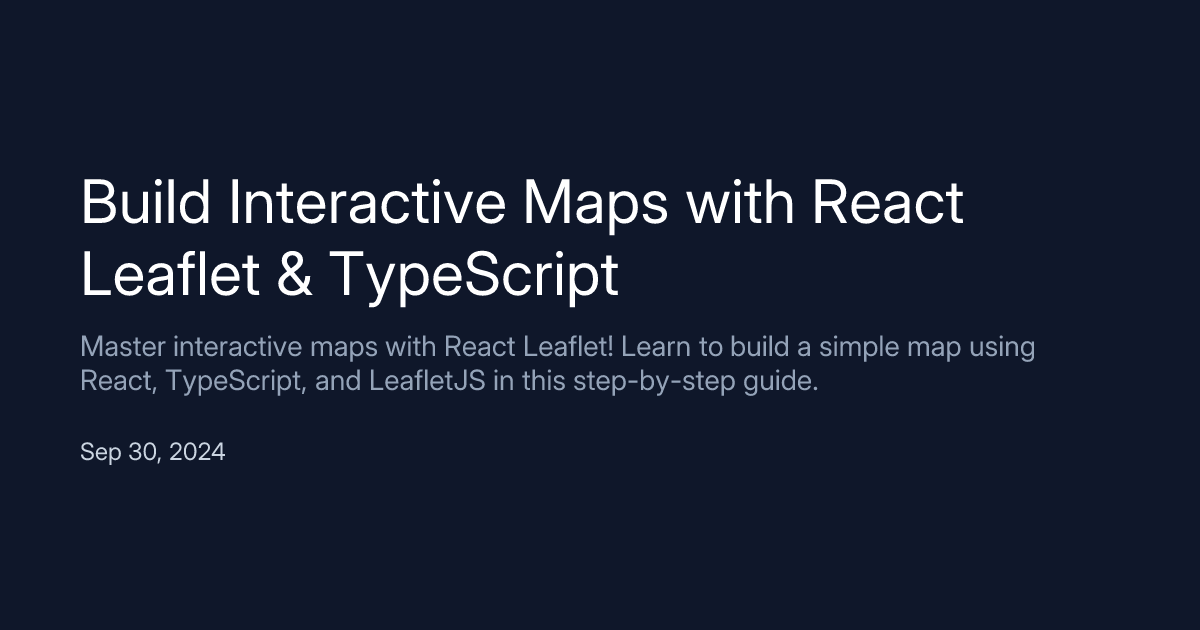 Build Interactive Maps with React
Leaflet & TypeScript
Master interactive maps with React Leaflet! Learn to build a simple map using
React, TypeScript, and LeafletJS in this step-by-step guide.
Sep 30, 2024